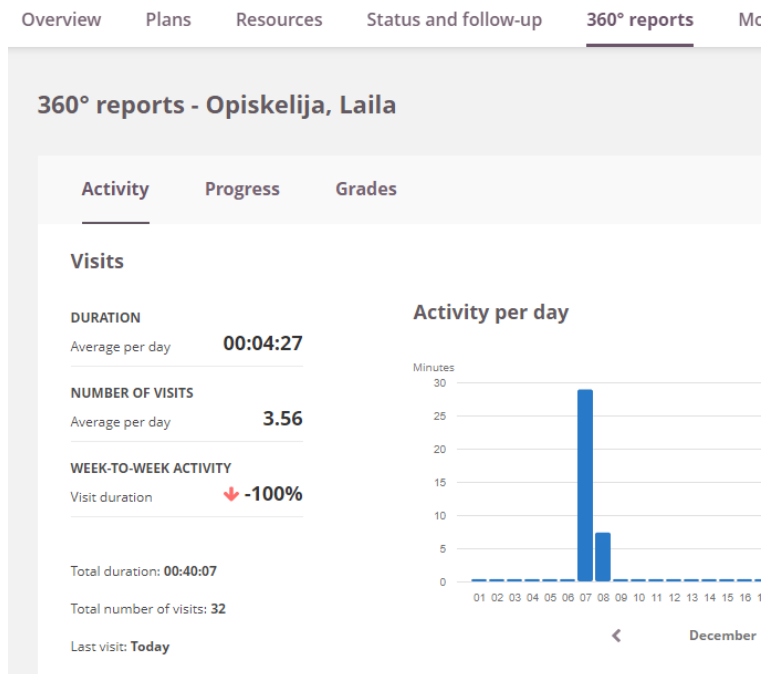 Overview Plans Resources Status and follow-up 360° reports Mo
360° reports - Opiskelija, Laila
Activity Progress Grades
Visits
DURATION
Average per day 00:04:27
NUMBER OF VISITS
Average per day 3.56
WEEK-TO-WEEK ACTIVITY
Visit duration -100%
Total duration: 00:40:07
Total number of visits: 32
Last visit: Today
Activity per day
Minutes
30
25
20
15
10
5
0
01 02 03 04 05 06 07 08 09 10 11 12 13 14 15 16 1
December